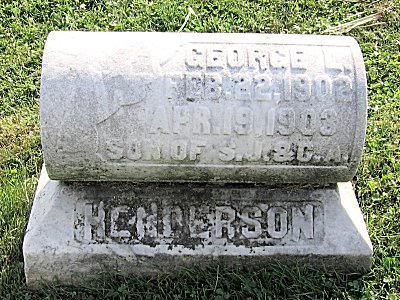 GEORGE L.
FEB. 22, 1902
APR. 19, 1903
SON OF S. J. & C. A.
HENDERSON